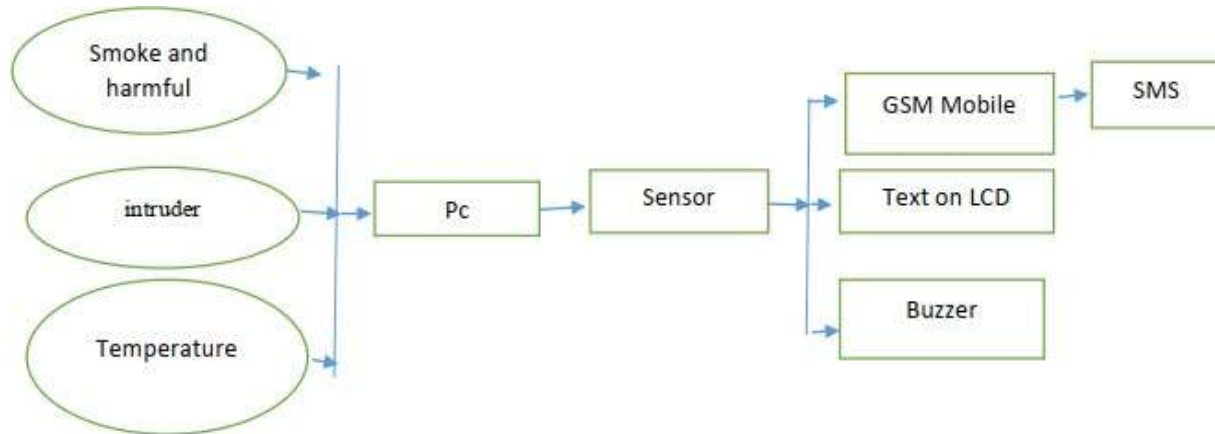 Smoke and
harmful
intruder
Temperature
Pc
Sensor
GSM Mobile
SMS
Text on LCD
Buzzer